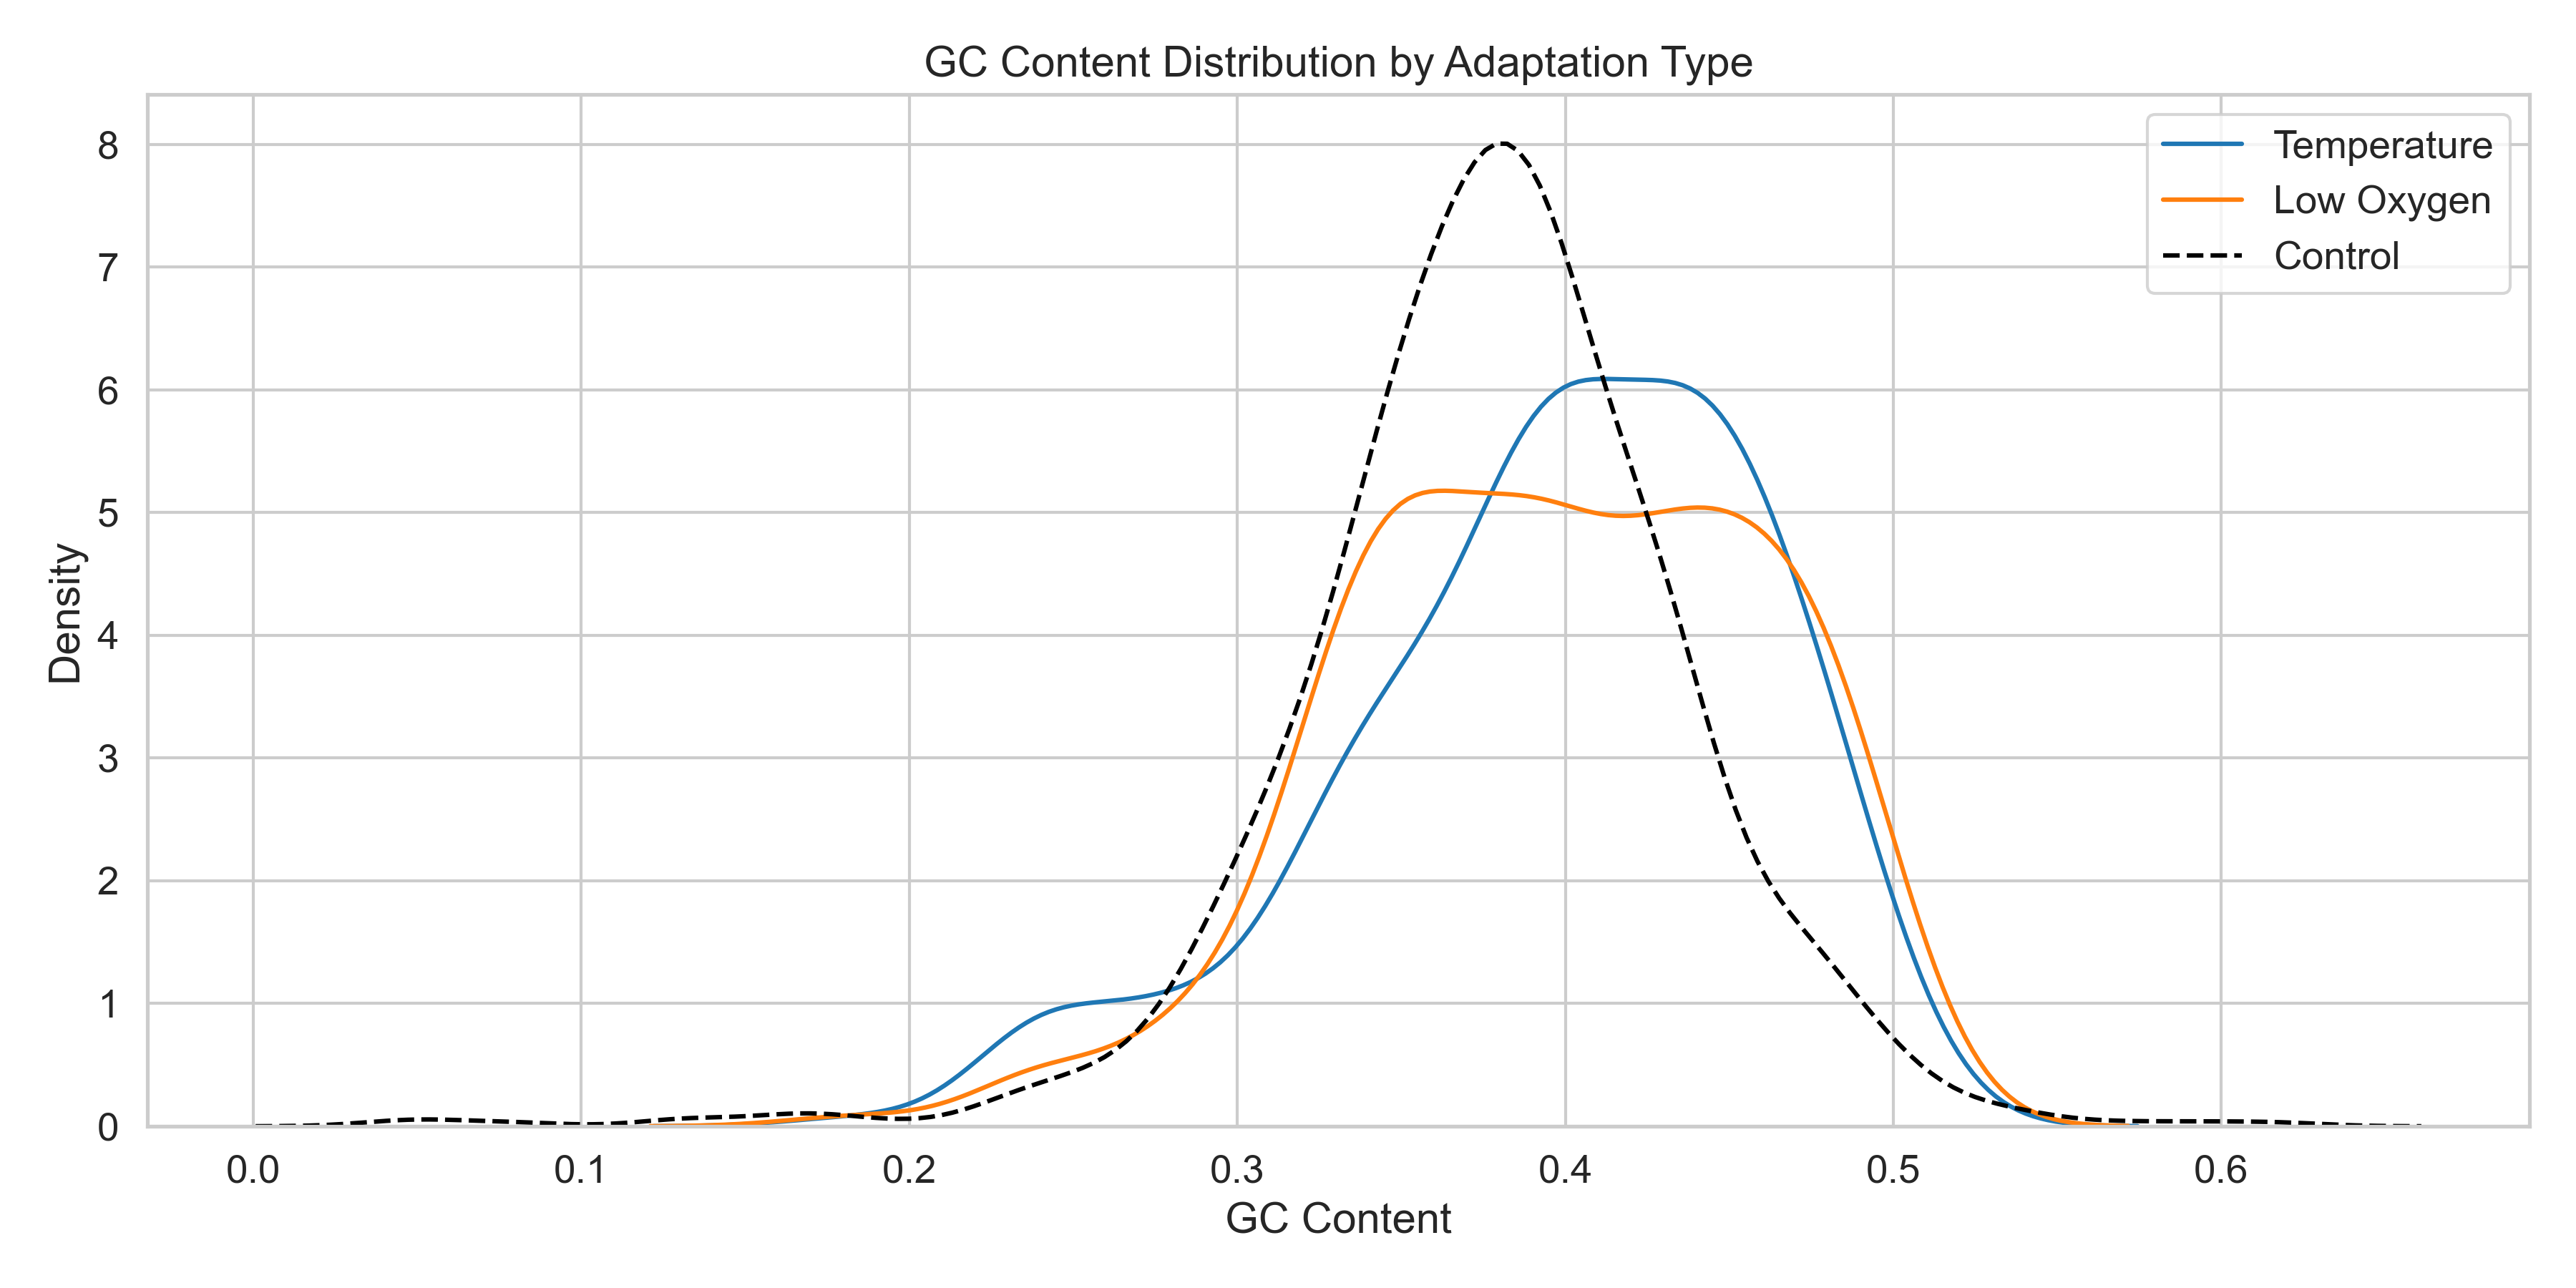 GC Content Distribution by Adaptation Type
Temperature
Low Oxygen
Control
Density
8
7
6
5
4
3
2
1
0
0.0 0.1 0.2 0.3 0.4 0.5 0.6
GC Content